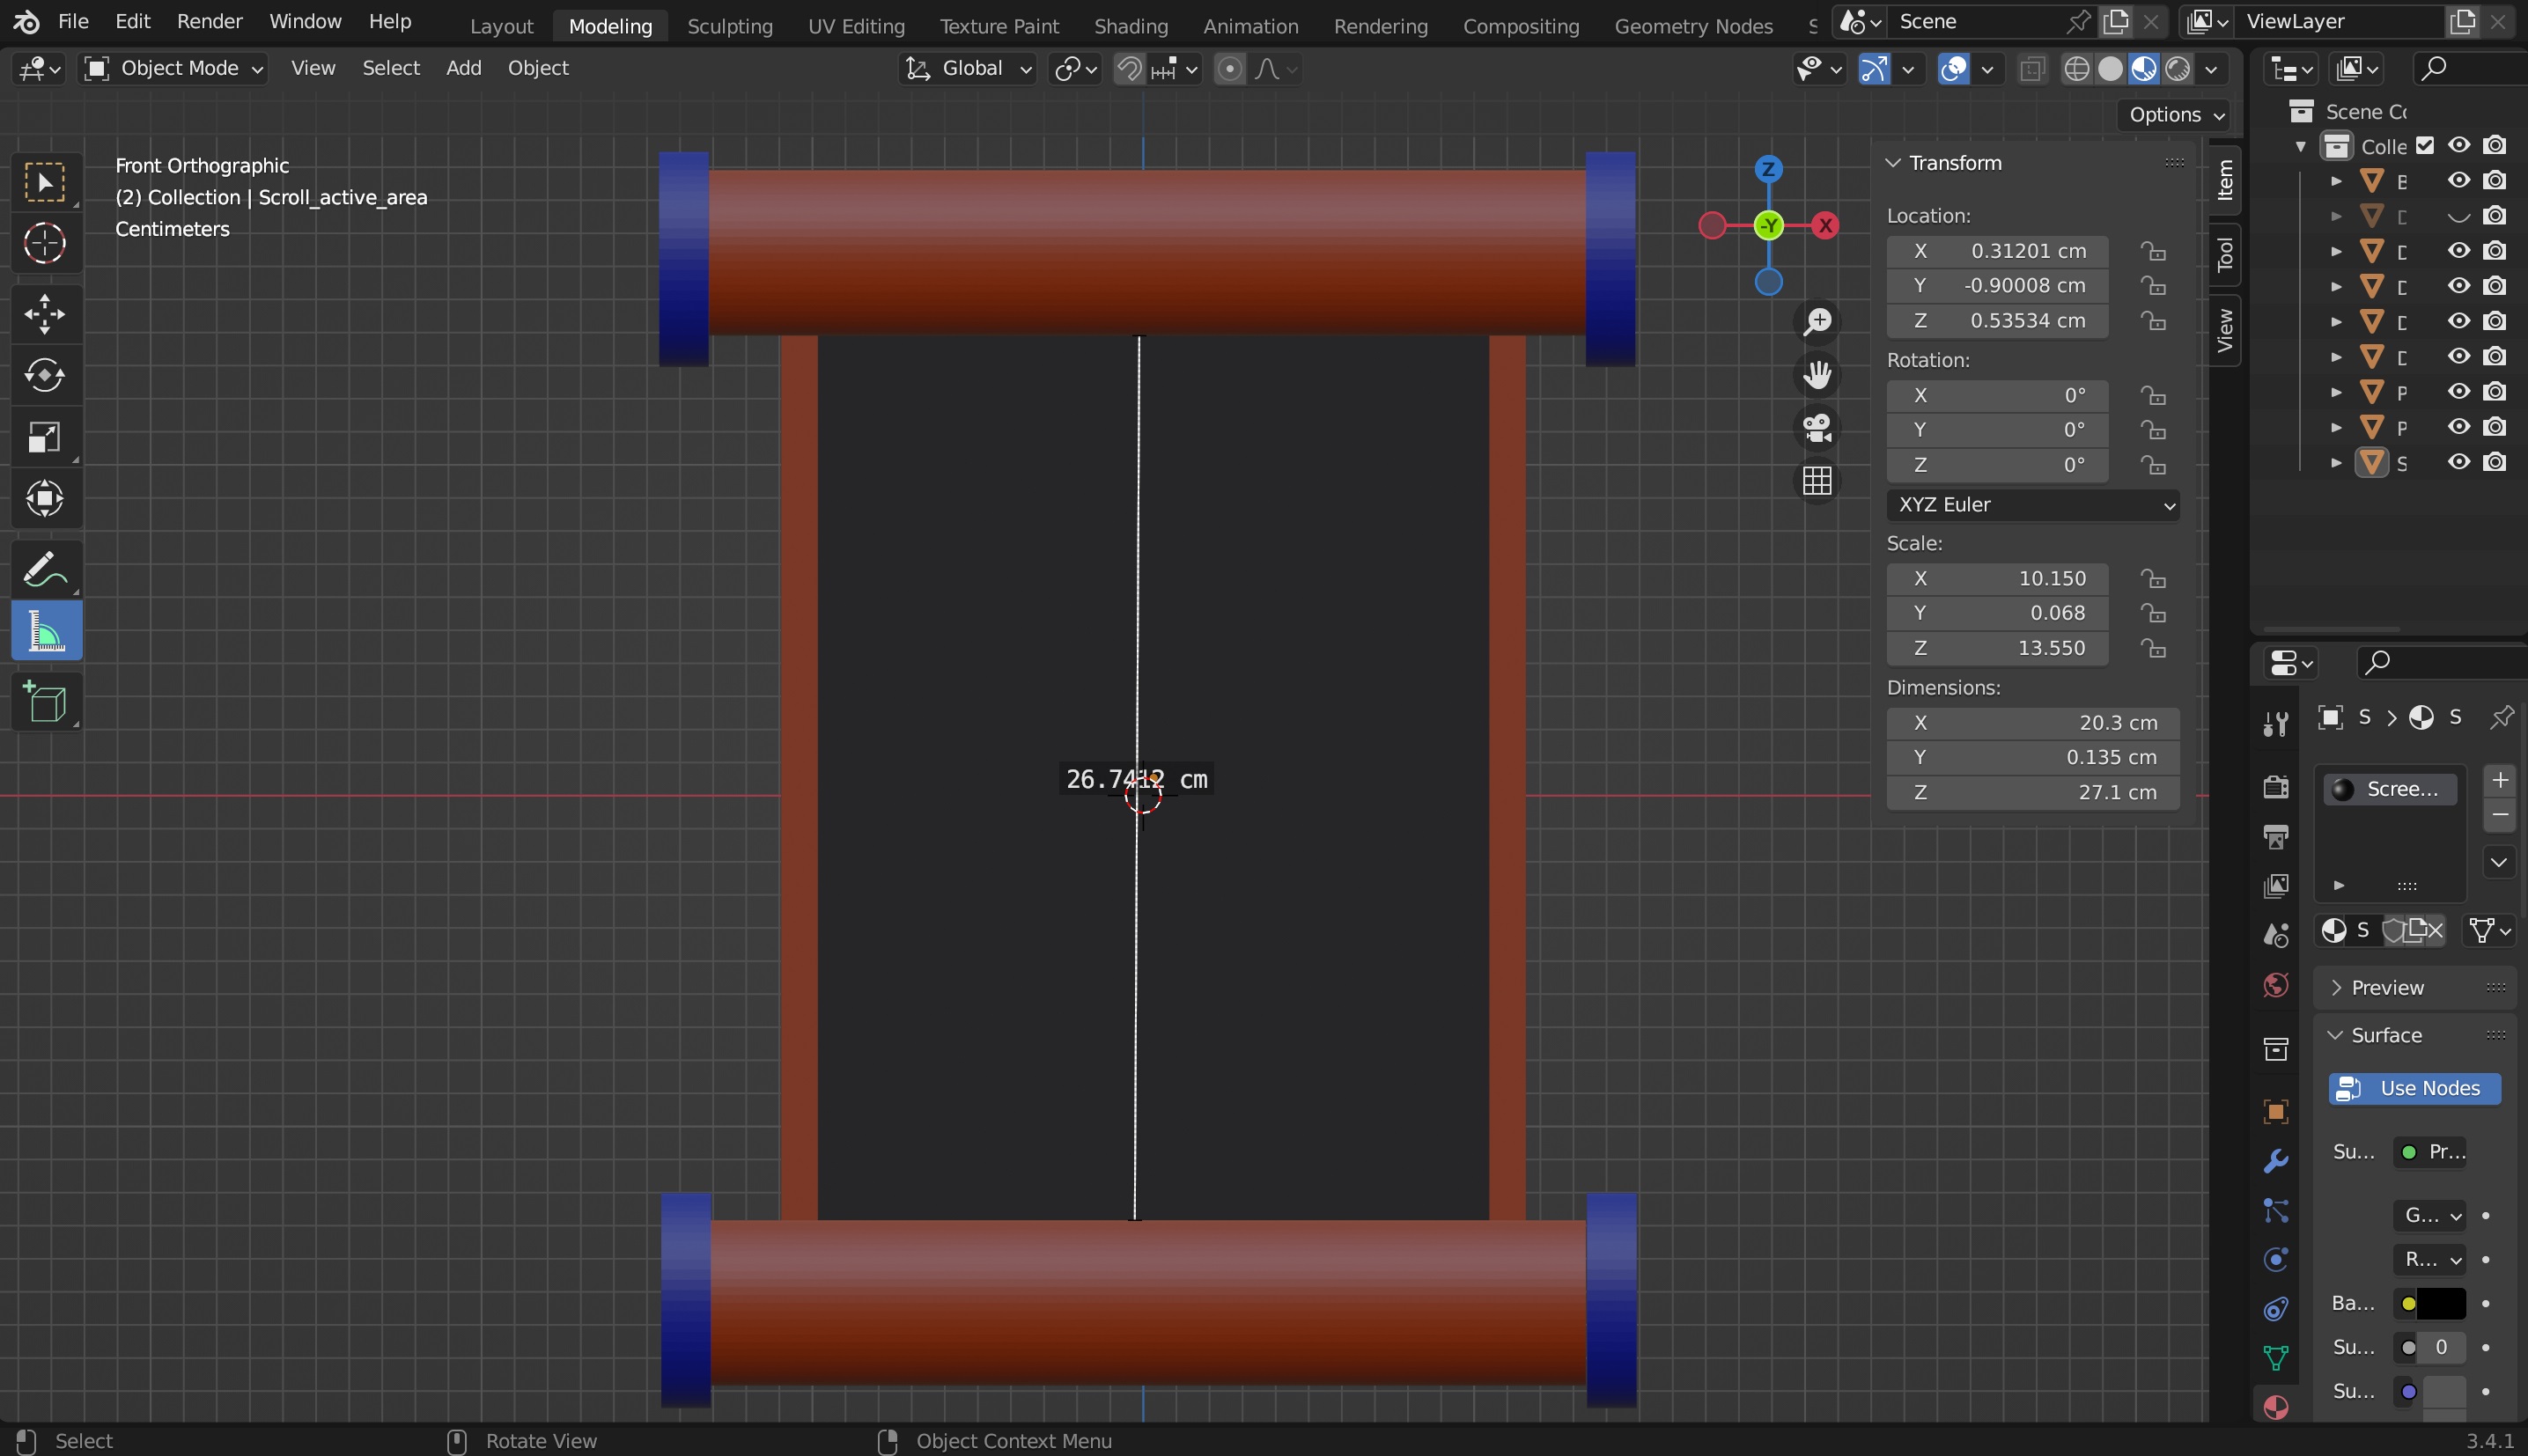 File Edit Render Window Help Layout Modeling Sculpting UV Editing Texture Paint Shading Animation Rendering Compositing Geometry Nodes S Scene ViewLayer
Object Mode View Select Add Object Global
Options
Front Orthographic
(2) Collection | Scroll_active_area
Centimeters
Z
-Y
X
Transform
Location:
X 0.31201 cm
Y -0.90008 cm
Z 0.53534 cm
Rotation:
X 0°
Y 0°
Z 0°
XYZ Euler
Scale:
X 10.150
Y 0.068
Z 13.550
Dimensions:
X 20.3 cm
Y 0.135 cm
Z 27.1 cm
Item
Tool
View
26.7412 cm
Scene Cc
Colle
B
D
D
D
D
D
P
P
S
S > S
Scree...
S
Preview
Surface
Use Nodes
Su... Pr...
G...
R...
Ba...
Su... 0
Su...
Select Rotate View Object Context Menu 3.4.1